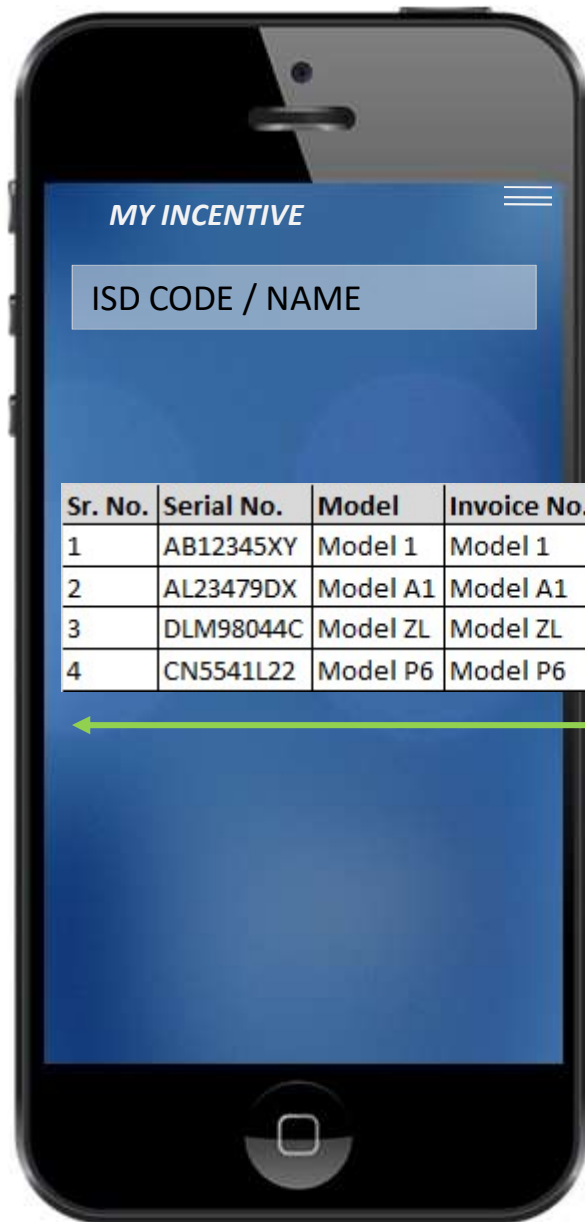 MY INCENTIVE
ISD CODE / NAME
Sr. No. Serial No. Model Invoice No.
1 AB12345XY Model 1 Model 1
2 AL23479DX Model A1 Model A1
3 DLM98044C Model ZL Model ZL
4 CN5541L22 Model P6 Model P6